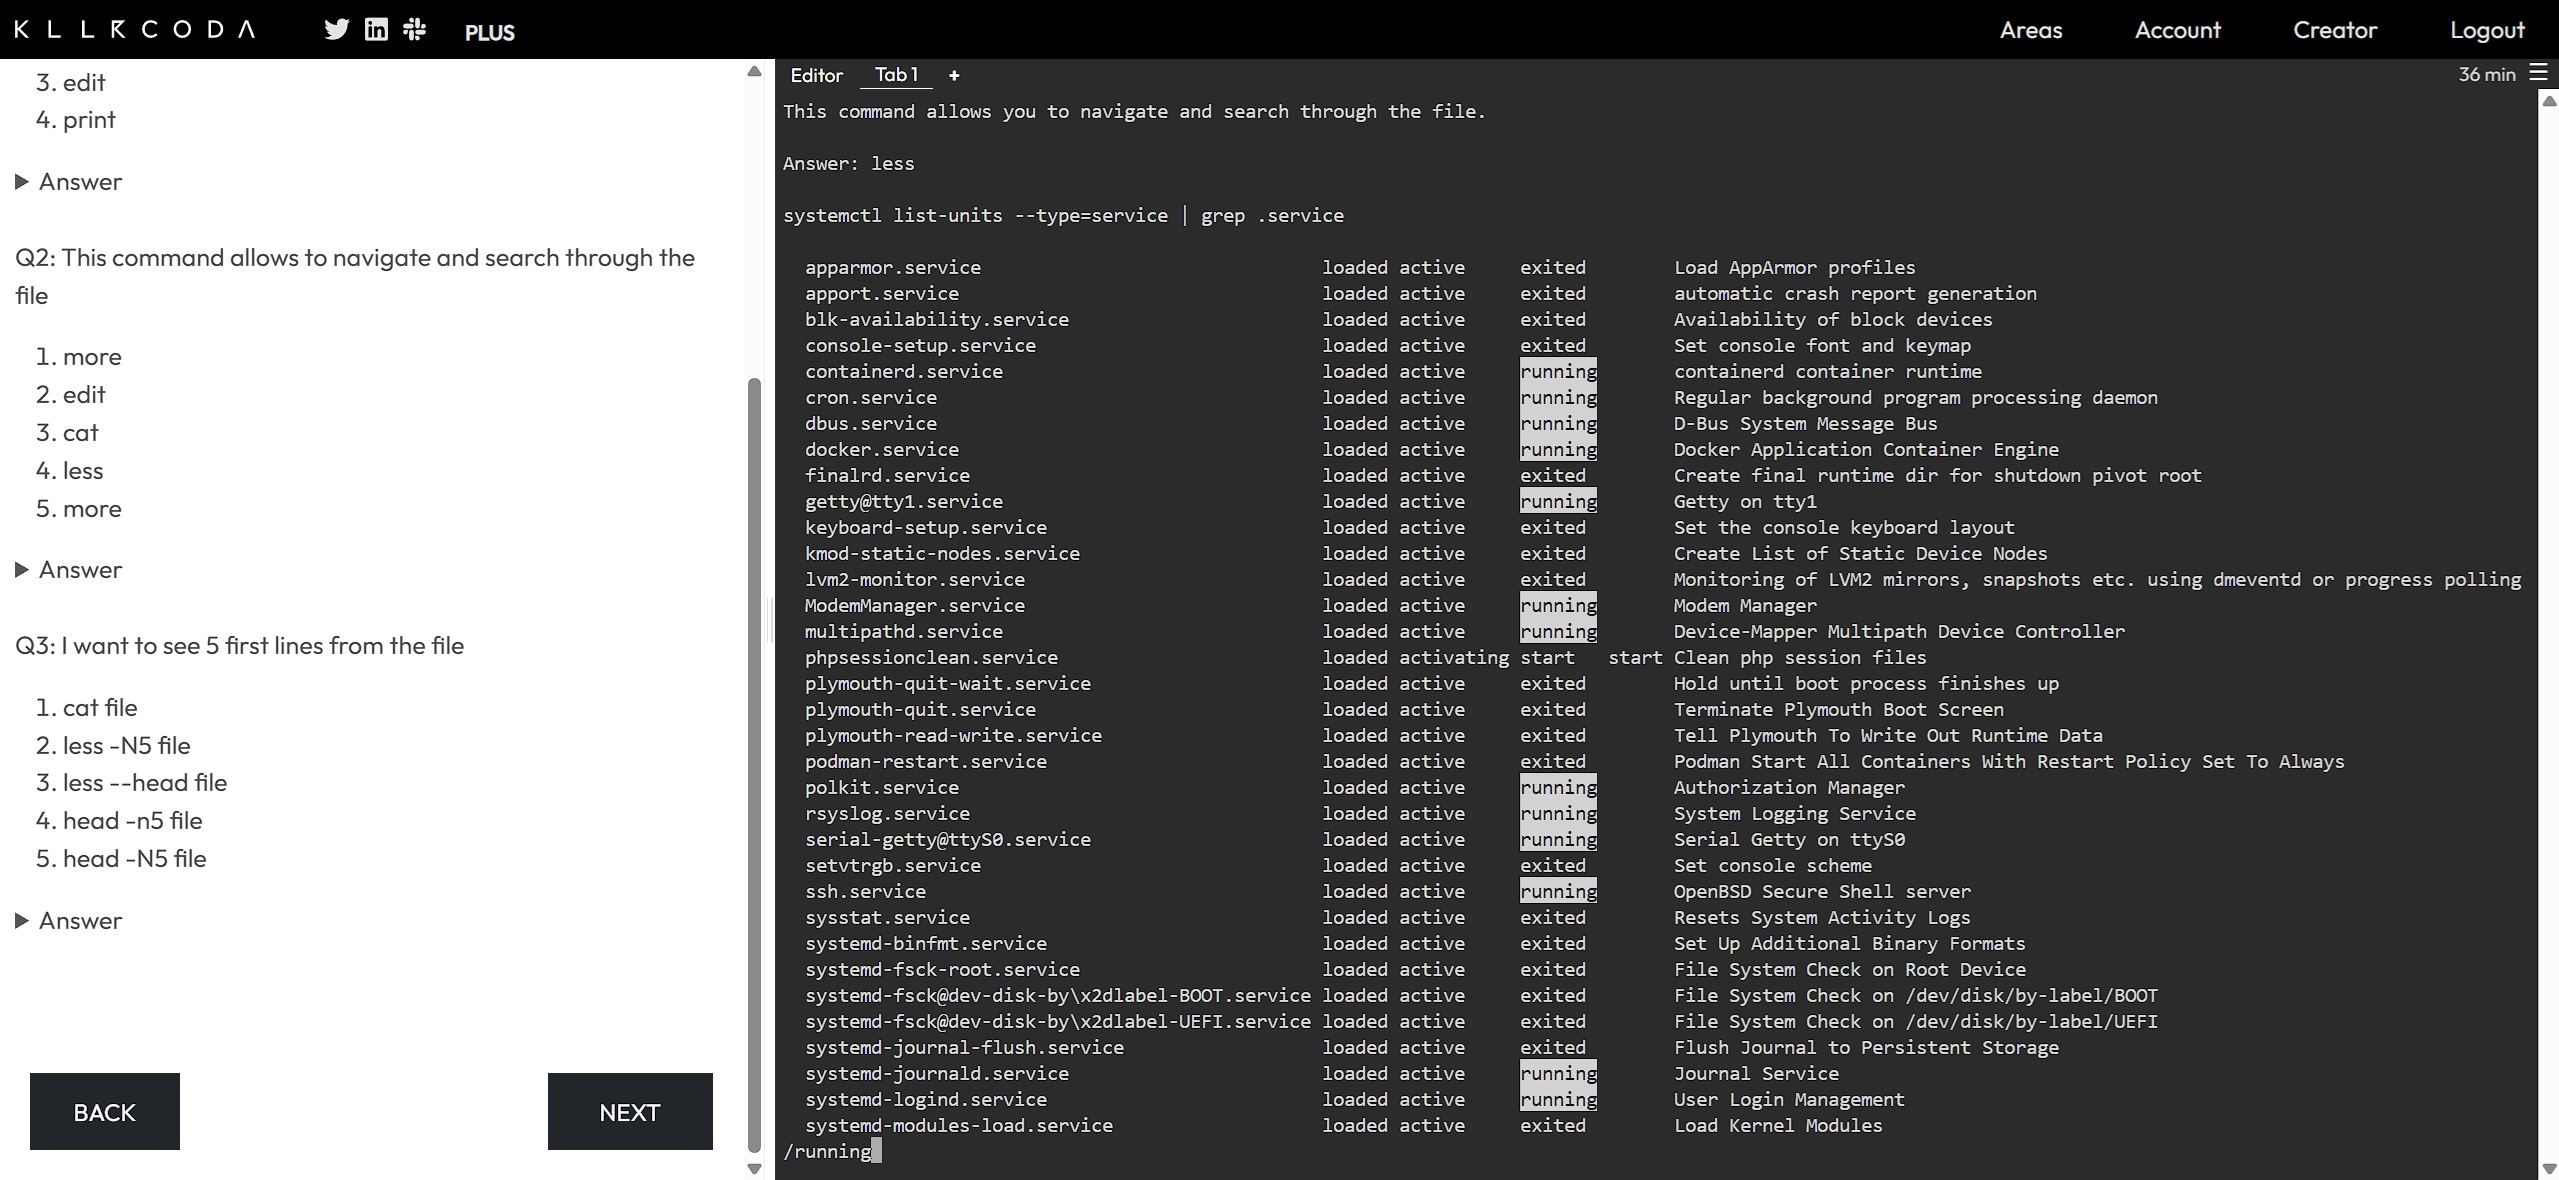 KLLRCODA PLUS Areas Account Creator Logout
3. edit
4. print
Answer
Q2: This command allows to navigate and search through the
file
1. more
2. edit
3. cat
4. less
5. more
Answer
Q3: I want to see 5 first lines from the file
1. cat file
2. less -N5 file
3. less --head file
4. head -n5 file
5. head -N5 file
Answer
BACK NEXT
Editor Tab 1 + 36 min
This command allows you to navigate and search through the file.
Answer: less
systemctl list-units --type=service | grep .service
apparmor.service loaded active exited Load AppArmor profiles
apport.service loaded active exited automatic crash report generation
blk-availability.service loaded active exited Availability of block devices
console-setup.service loaded active exited Set console font and keymap
containerd.service loaded active running containerd container runtime
cron.service loaded active running Regular background program processing daemon
dbus.service loaded active running D-Bus System Message Bus
docker.service loaded active running Docker Application Container Engine
finalrd.service loaded active exited Create final runtime dir for shutdown pivot root
getty@tty1.service loaded active running Getty on tty1
keyboard-setup.service loaded active exited Set the console keyboard layout
kmod-static-nodes.service loaded active exited Create List of Static Device Nodes
lvm2-monitor.service loaded active exited Monitoring of LVM2 mirrors, snapshots etc. using dmeventd or progress polling
ModemManager.service loaded active running Modem Manager
multipathd.service loaded active running Device-Mapper Multipath Device Controller
phpsessionclean.service loaded activating start start Clean php session files
plymouth-quit-wait.service loaded active exited Hold until boot process finishes up
plymouth-quit.service loaded active exited Terminate Plymouth Boot Screen
plymouth-read-write.service loaded active exited Tell Plymouth To Write Out Runtime Data
podman-restart.service loaded active exited Podman Start All Containers With Restart Policy Set To Always
polkit.service loaded active running Authorization Manager
rsyslog.service loaded active running System Logging Service
serial-getty@ttyS0.service loaded active running Serial Getty on ttyS0
setvtrgb.service loaded active exited Set console scheme
ssh.service loaded active running OpenBSD Secure Shell server
sysstat.service loaded active exited Resets System Activity Logs
systemd-binfmt.service loaded active exited Set Up Additional Binary Formats
systemd-fsck-root.service loaded active exited File System Check on Root Device
systemd-fsck@dev-disk-by\x2dlabel-BOOT.service loaded active exited File System Check on /dev/disk/by-label/BOOT
systemd-fsck@dev-disk-by\x2dlabel-UEFI.service loaded active exited File System Check on /dev/disk/by-label/UEFI
systemd-journal-flush.service loaded active exited Flush Journal to Persistent Storage
systemd-journald.service loaded active running Journal Service
systemd-logind.service loaded active running User Login Management
systemd-modules-load.service loaded active exited Load Kernel Modules
/running